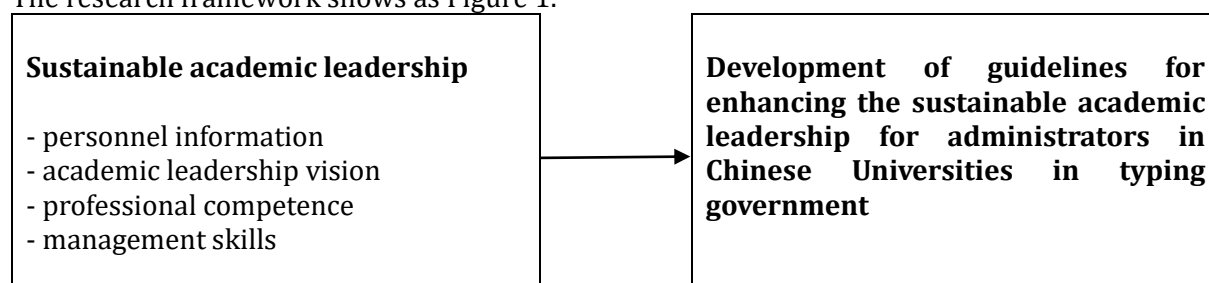 The research framework shows as Figure 1.
Sustainable academic leadership
- personnel information
- academic leadership vision
- professional competence
- management skills
Development of guidelines for
enhancing the sustainable academic
leadership for administrators in
Chinese Universities in typing
government